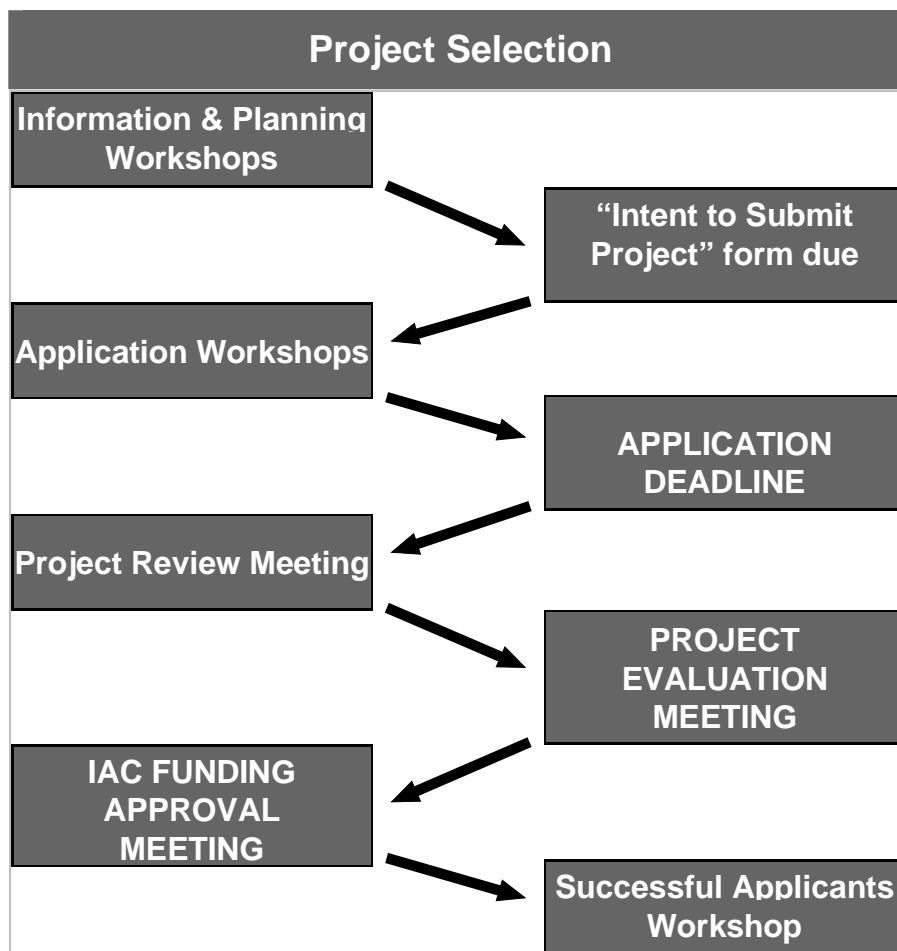 Project Selection
Information & Planning
Workshops
“Intent to Submit
Project” form due
Application Workshops
APPLICATION
DEADLINE
Project Review Meeting
PROJECT
EVALUATION
MEETING
IAC FUNDING
APPROVAL
MEETING
Successful Applicants
Workshop